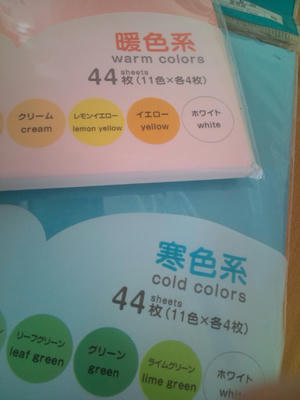 暖色系
warm colors
44 sheets 枚(11色×各4枚)
クリーム
cream
レモンイエロー
lemon yellow
イエロー
yellow
ホワイト
white
寒色系
cold colors
44 sheets 枚(11色×各4枚)
リーフグリーン
leaf green
グリーン
green
ライムグリーン
lime green
ホワイト